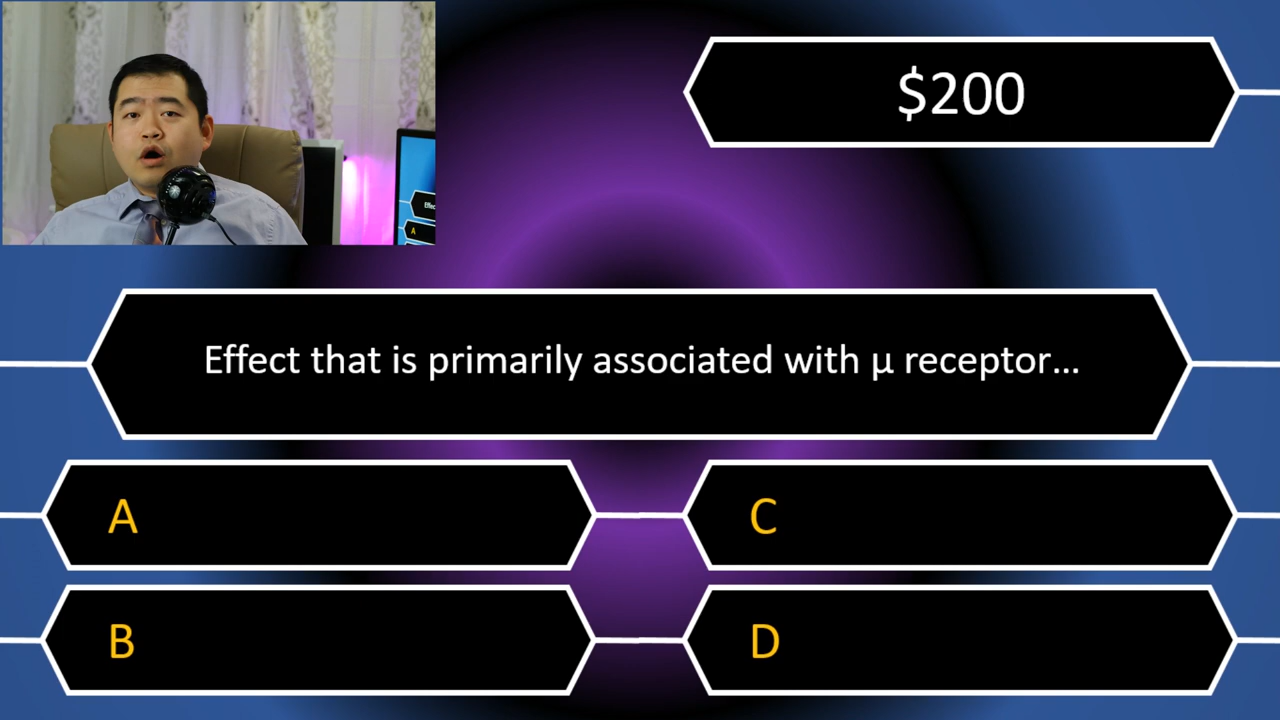 $200
Effect that is primarily associated with μ receptor...
A
C
B
D